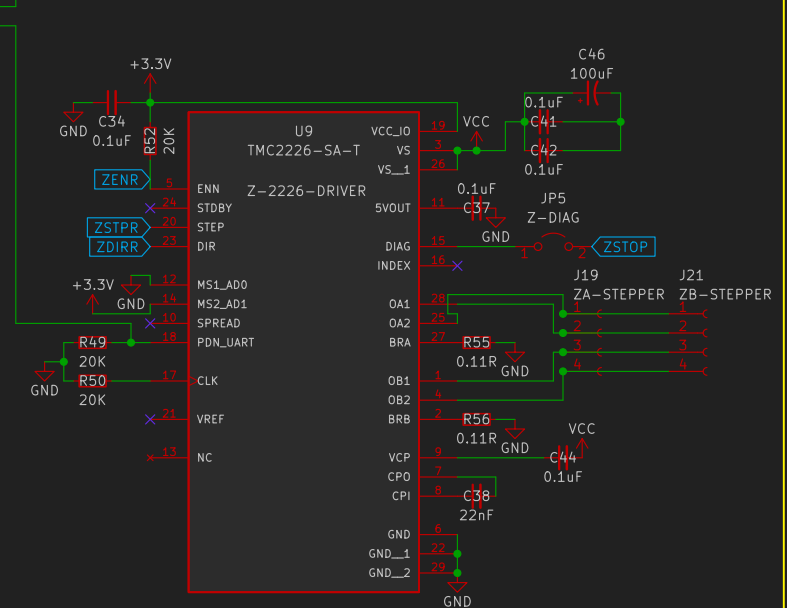 C46
100uF
+3.3V
0.1uF
C41
C42
0.1uF
GND
C34
0.1uF
R52
20K
U9
TMC2226-SA-T
Z-2226-DRIVER
VCC_IO
19
VS
3
VS_1
26
VCC
ZENR
5
ENN
24
STDBY
5VOUT
11
0.1uF
C37
GND
JP5
Z-DIAG
ZSTPR
20
STEP
ZDIRR
23
DIR
DIAG
15
1
2
ZSTOP
INDEX
16
+3.3V
GND
12
MS1_AD0
14
MS2_AD1
10
SPREAD
18
PDN_UART
J19
ZA-STEPPER
J21
ZB-STEPPER
OA1
28
OA2
25
1
1
2
2
3
3
4
4
BRA
27
R55
0.11R
GND
R49
20K
GND
R50
20K
17
CLK
OB1
1
OB2
4
21
VREF
BRB
2
R56
0.11R
GND
13
NC
VCP
9
C44
0.1uF
VCC
CPO
7
CPI
8
C38
22nF
GND
6
GND__1
22
GND__2
29
GND